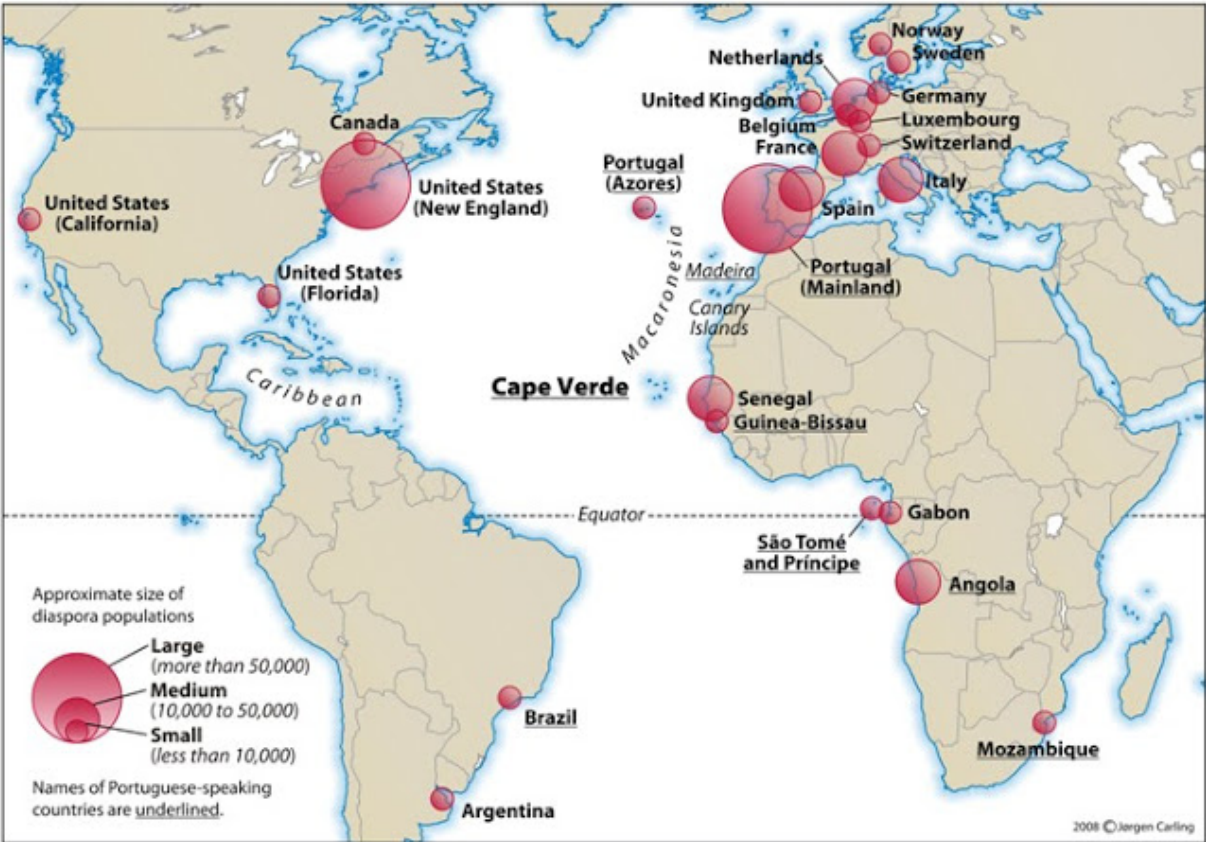 Norway
Sweden
Netherlands
United Kingdom
Germany
Belgium
Luxembourg
France
Switzerland
Canada
Portugal
(Azores)
United States
(New England)
Italy
United States
(California)
Spain
Macaronesia
Madeira
Portugal
(Mainland)
United States
(Florida)
Canary
Islands
Caribbean
Cape Verde
Senegal
Guinea-Bissau
Equator
Gabon
São Tomé
and Príncipe
Angola
Approximate size of
diaspora populations
Large
(more than 50,000)
Medium
(10,000 to 50,000)
Small
(less than 10,000)
Names of Portuguese-speaking
countries are underlined.
Brazil
Argentina
Mozambique
2008 ©Jørgen Carling